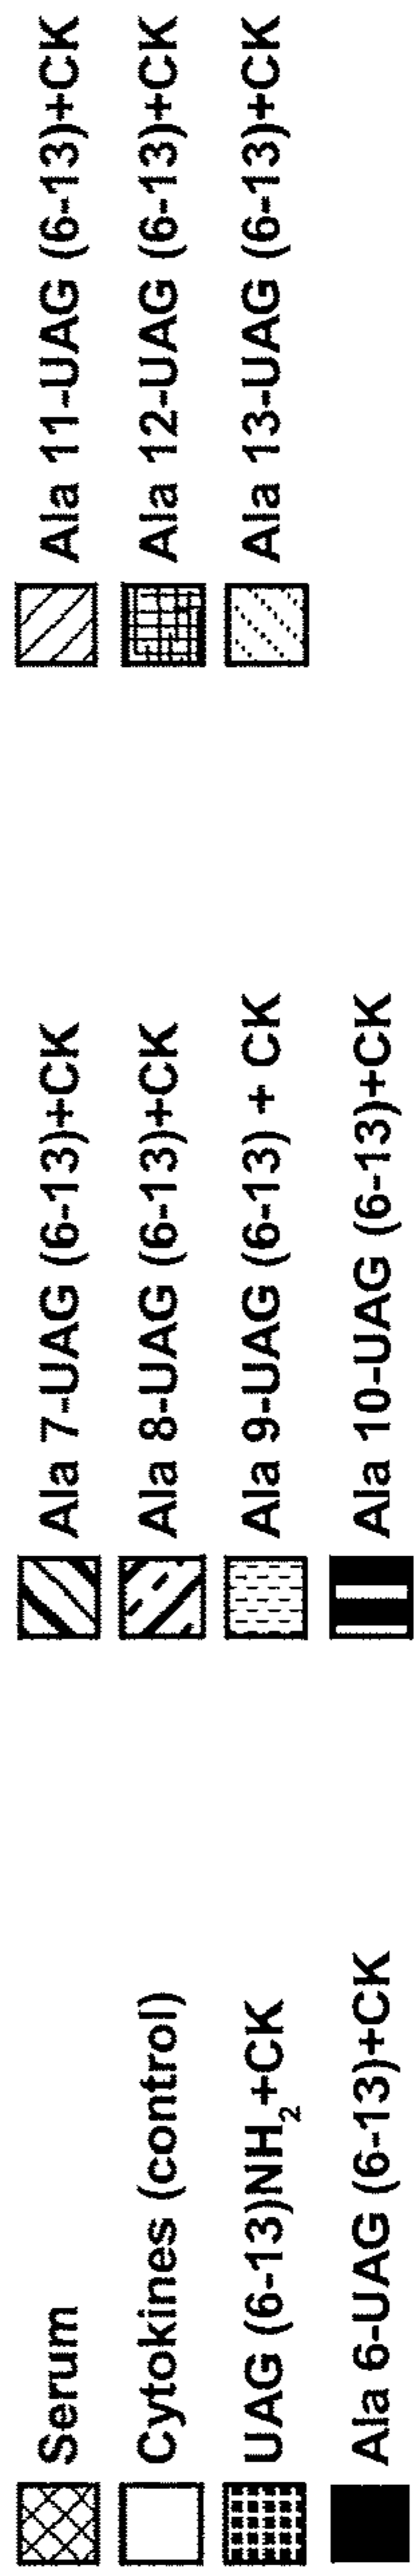 Serum
Cytokines (control)
UAG (6-13)NH₂+CK
Ala 6-UAG (6-13)+CK
Ala 7-UAG (6-13)+CK
Ala 8-UAG (6-13)+CK
Ala 9-UAG (6-13) + CK
Ala 10-UAG (6-13)+CK
Ala 11-UAG (6-13)+CK
Ala 12-UAG (6-13)+CK
Ala 13-UAG (6-13)+CK